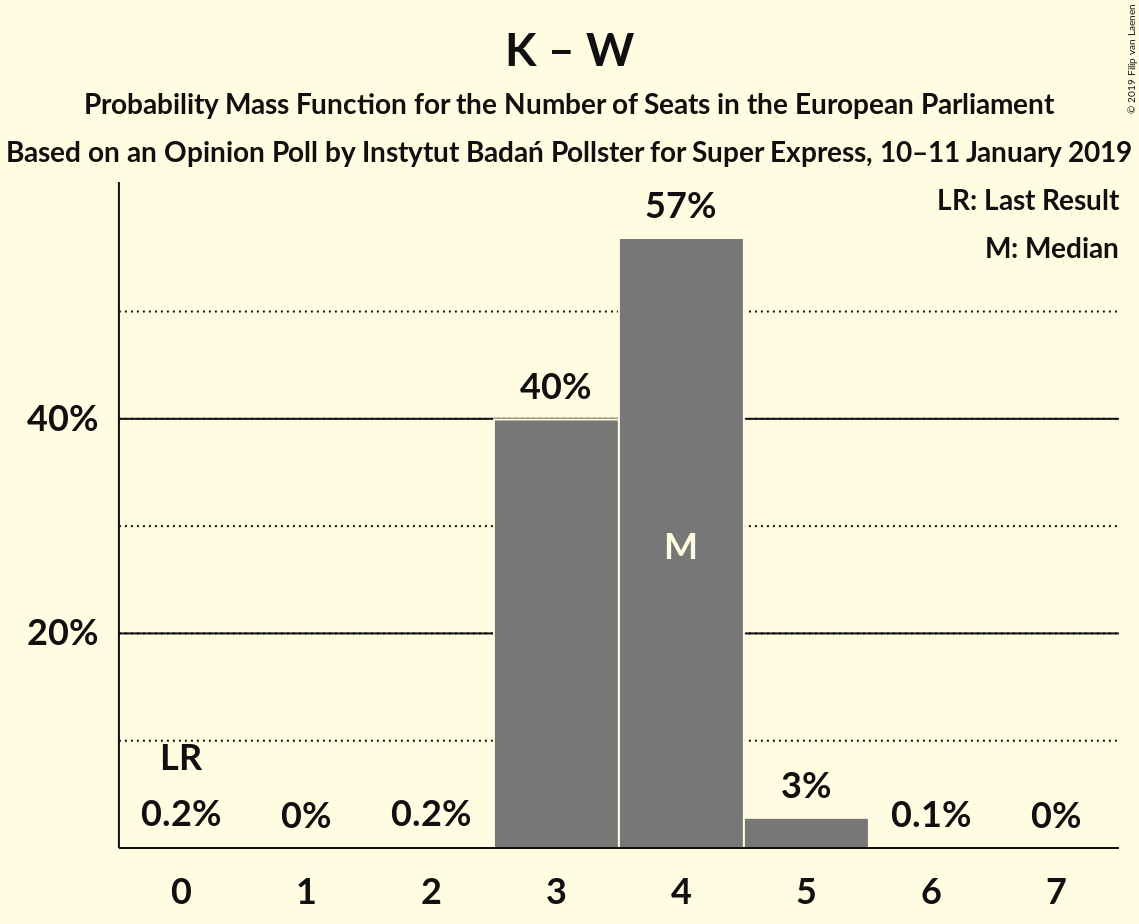 K – W
Probability Mass Function for the Number of Seats in the European Parliament
Based on an Opinion Poll by Instytut Badań Pollster for Super Express, 10–11 January 2019
© 2019 Filip van Laenen
LR: Last Result
M: Median
57%
40%
40%
M
20%
LR
0.2%
0%
0.2%
3%
0.1%
0%
0 1 2 3 4 5 6 7